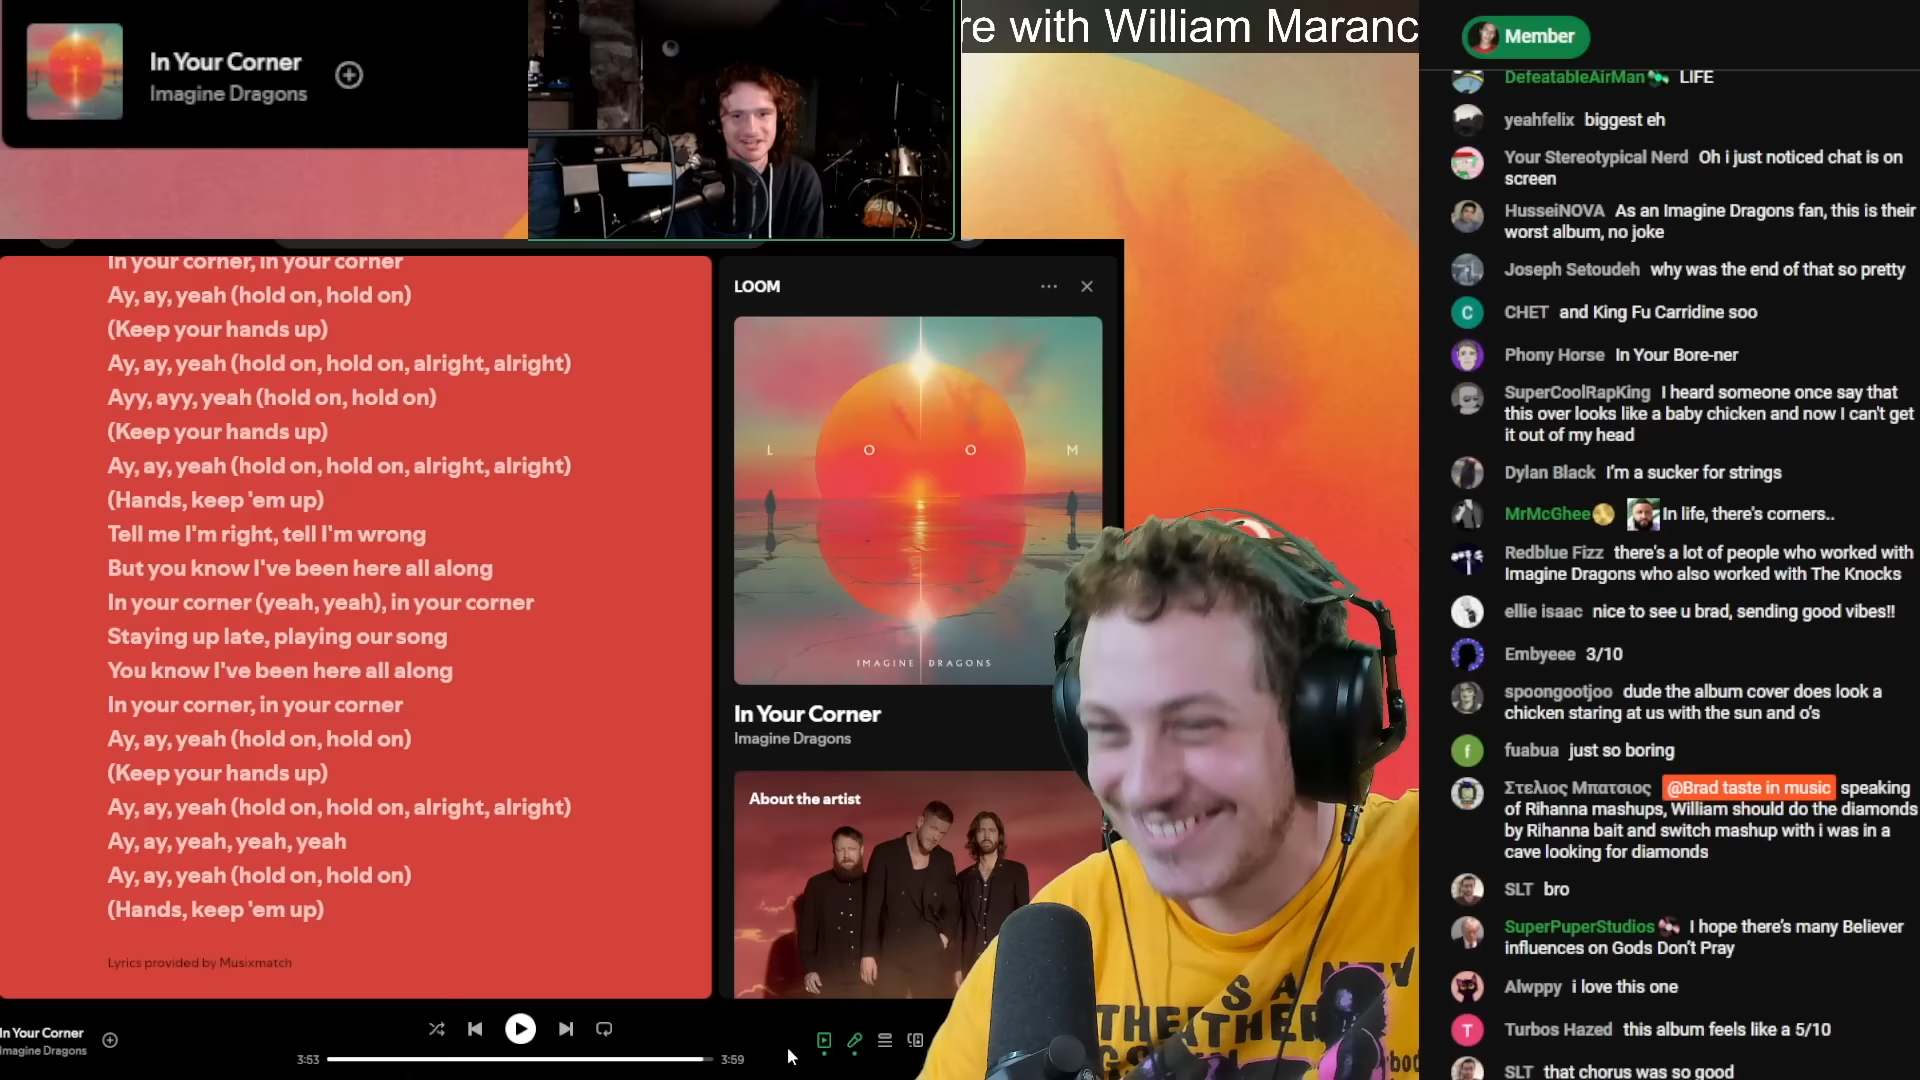 In Your Corner
Imagine Dragons
re with William Maranc
Member
In your corner, in your corner
Ay, ay, yeah (hold on, hold on)
(Keep your hands up)
Ay, ay, yeah (hold on, hold on, alright, alright)
Ayy, ayy, yeah (hold on, hold on)
(Keep your hands up)
Ay, ay, yeah (hold on, hold on, alright, alright)
(Hands, keep 'em up)
Tell me I'm right, tell I'm wrong
But you know I've been here all along
In your corner (yeah, yeah), in your corner
Staying up late, playing our song
You know I've been here all along
In your corner, in your corner
Ay, ay, yeah (hold on, hold on)
(Keep your hands up)
Ay, ay, yeah (hold on, hold on, alright, alright)
Ay, ay, yeah, yeah, yeah
Ay, ay, yeah (hold on, hold on)
(Hands, keep 'em up)
Lyrics provided by Musixmatch
LOOM
L O O M
IMAGINE DRAGONS
In Your Corner
Imagine Dragons
About the artist
In Your Corner
Imagine Dragons
3:53
3:59
DefeatableAirMan LIFE
yeahfelix biggest eh
Your Stereotypical Nerd Oh i just noticed chat is on
screen
HusseiNOVA As an Imagine Dragons fan, this is their
worst album, no joke
Joseph Setoudeh why was the end of that so pretty
C CHET and King Fu Carridine soo
Phony Horse In Your Bore-ner
SuperCoolRapKing I heard someone once say that
this over looks like a baby chicken and now I can't get
it out of my head
Dylan Black I'm a sucker for strings
MrMcGhee In life, there's corners..
Redblue Fizz there's a lot of people who worked with
Imagine Dragons who also worked with The Knocks
ellie isaac nice to see u brad, sending good vibes!!
Embyeee 3/10
spoongootjoo dude the album cover does look a
chicken staring at us with the sun and o's
f fuabua just so boring
Στελιος Μπατσιος @Brad taste in music speaking
of Rihanna mashups, William should do the diamonds
by Rihanna bait and switch mashup with i was in a
cave looking for diamonds
SLT bro
SuperPuperStudios I hope there's many Believer
influences on Gods Don't Pray
Alwppy i love this one
T Turbos Hazed this album feels like a 5/10
SLT that chorus was so good